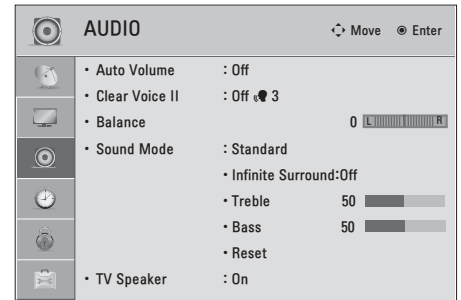 AUDIO Move Enter
• Auto Volume : Off
• Clear Voice II : Off 3
• Balance 0 L R
• Sound Mode : Standard
• Infinite Surround:Off
• Treble 50
• Bass 50
• Reset
• TV Speaker : On